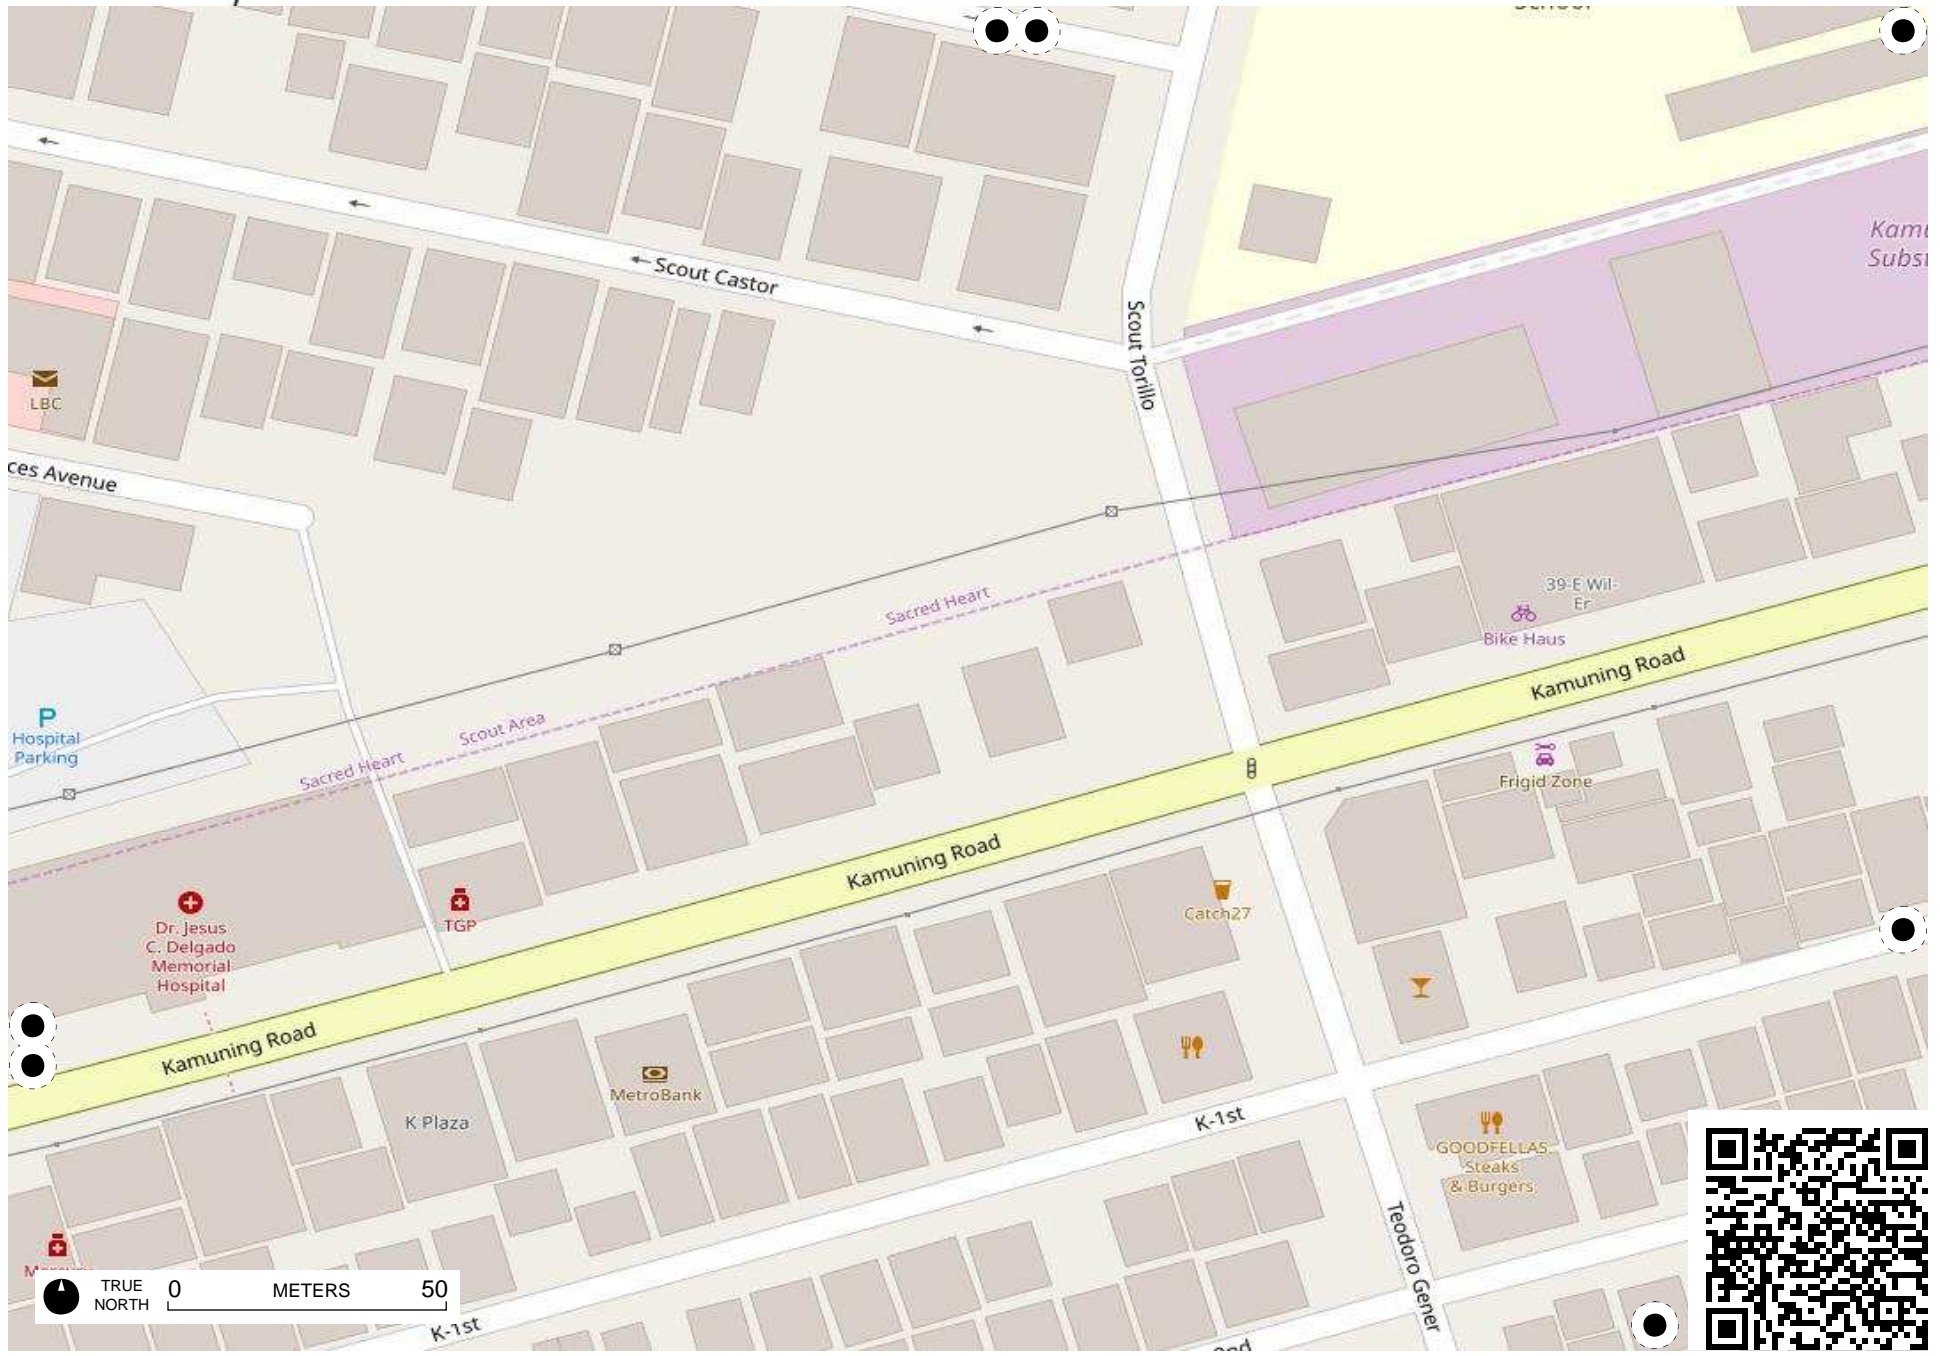 Kamu
Subst
Scout Castor
Scout Torillo
LBC
ces Avenue
39-E Wil-
Er
Bike Haus
Sacred Heart
Kamuning Road
Scout Area
Sacred Heart
P
Hospital
Parking
Frigid Zone
Kamuning Road
Catch27
TGP
Dr. Jesus
C. Delgado
Memorial
Hospital
Kamuning Road
MetroBank
K Plaza
K-1st
GOODFELLAS
Steaks
& Burgers
Teodoro Gener
TRUE
NORTH
0 METERS 50
K-1st